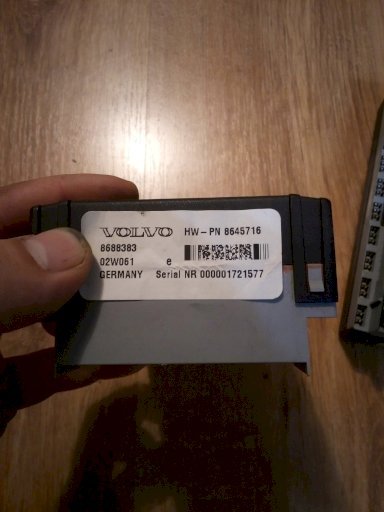 VOLVO HW-PN 8645716
8688383
02W061 e
GERMANY Serial NR 000001721577